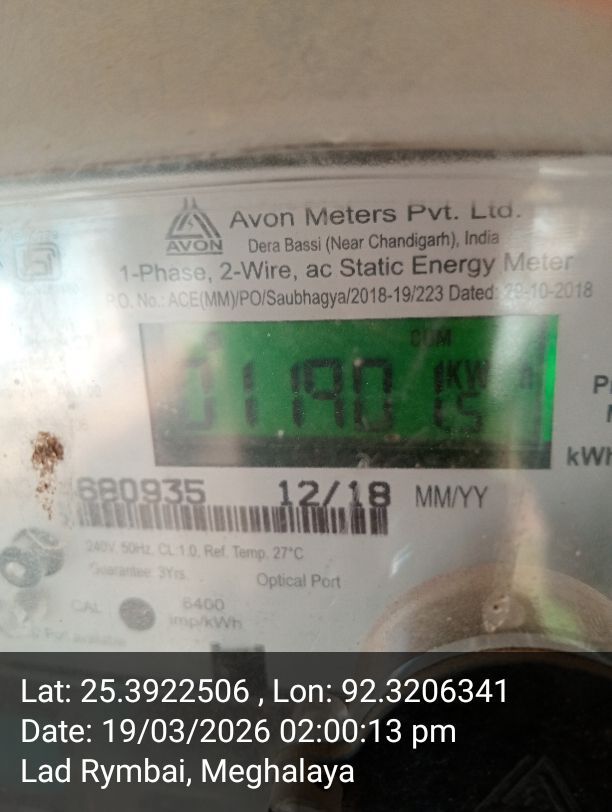 Avon Meters Pvt. Ltd.
AVON
Dera Bassi (Near Chandigarh), India
1-Phase, 2-Wire, ac Static Energy Meter
P.O. No.: ACE(MM)/PO/Saubhagya/2018-19/223 Dated: 29-10-2018
CUM
01190
KW h
kWh
680935 12/18 MM/YY
240V, 50Hz, CL 1.0, Ref. Temp. 27°C
Guarantee: 3Yrs.
Optical Port
CAL 6400
imp/kWh
Lat: 25.3922506 , Lon: 92.3206341
Date: 19/03/2026 02:00:13 pm
Lad Rymbai, Meghalaya